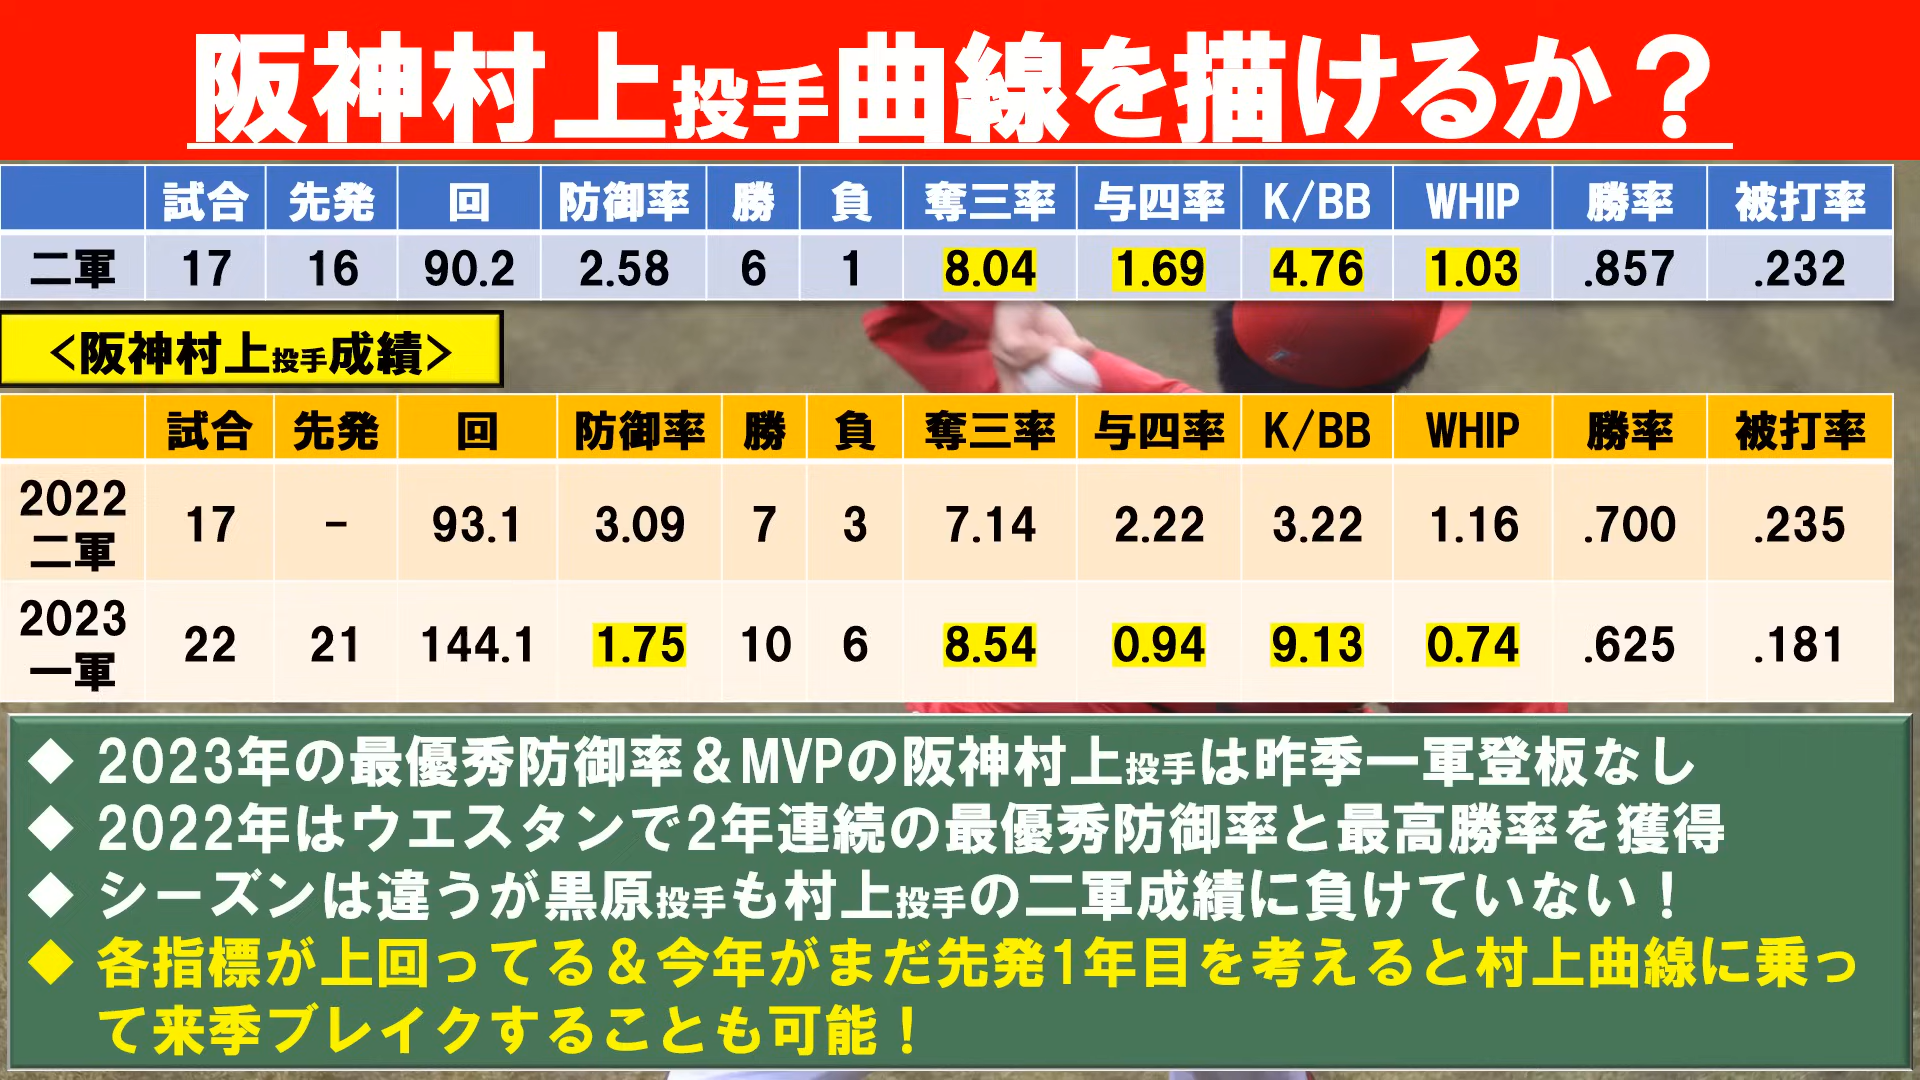 阪神村上投手曲線を描けるか？
試合 先発 回 防御率 勝 負 奪三率 与四率 K/BB WHIP 勝率 被打率
二軍 17 16 90.2 2.58 6 1 8.04 1.69 4.76 1.03 .857 .232
<阪神村上投手成績>
試合 先発 回 防御率 勝 負 奪三率 与四率 K/BB WHIP 勝率 被打率
2022
二軍 17 - 93.1 3.09 7 3 7.14 2.22 3.22 1.16 .700 .235
2023
一軍 22 21 144.1 1.75 10 6 8.54 0.94 9.13 0.74 .625 .181
◆ 2023年の最優秀防御率＆MVPの阪神村上投手は昨季一軍登板なし
◆ 2022年はウエスタンで2年連続の最優秀防御率と最高勝率を獲得
◆ シーズンは違うが黒原投手も村上投手の二軍成績に負けていない！
◆ 各指標が上回ってる＆今年がまだ先発1年目を考えると村上曲線に乗っ
て来季ブレイクすることも可能！